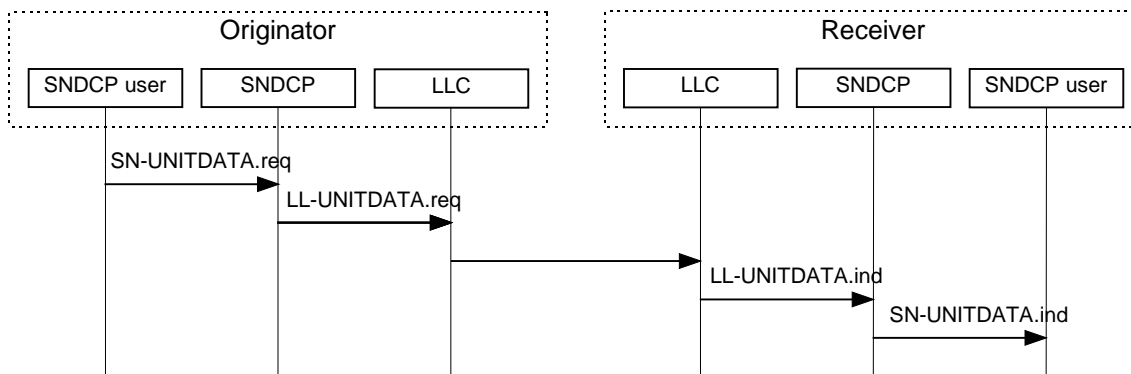 Originator
Receiver
SNDCP user
SNDCP
LLC
LLC
SNDCP
SNDCP user
SN-UNITDATA.req
LL-UNITDATA.req
LL-UNITDATA.ind
SN-UNITDATA.ind